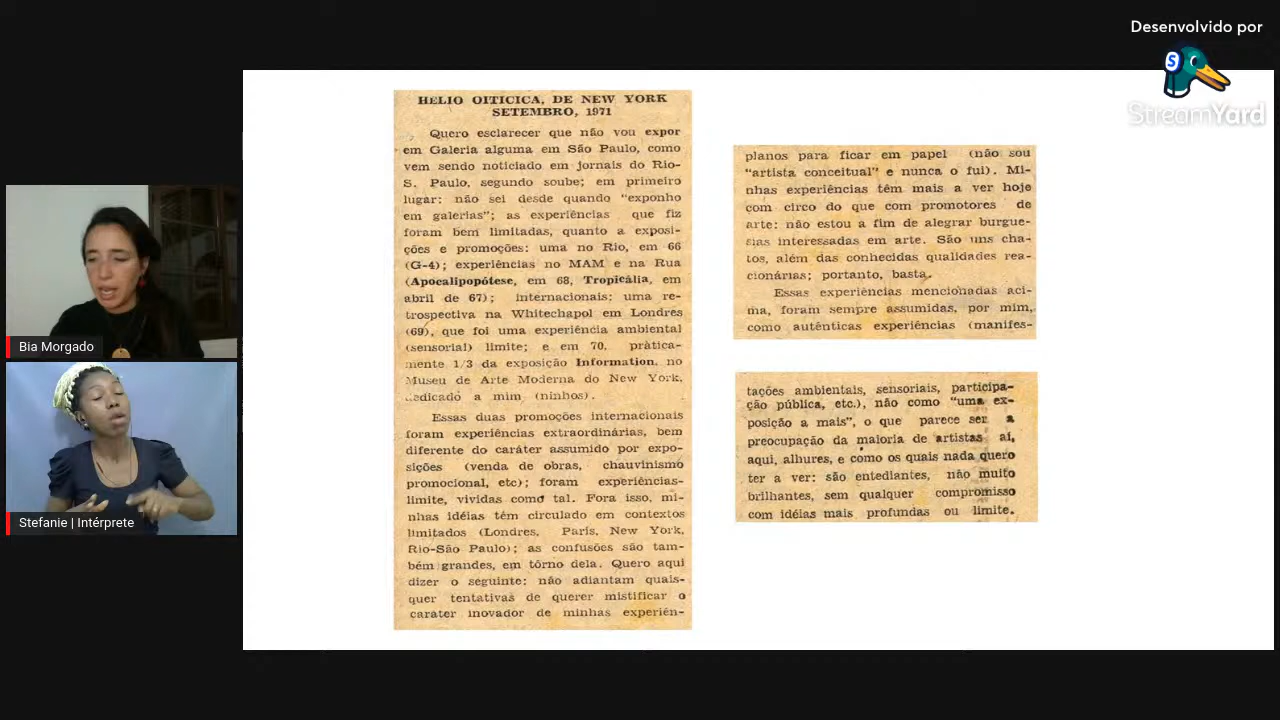 Desenvolvido por
StreamYard
HELIO OITICICA, DE NEW YORK
SETEMBRO, 1971
Quero esclarecer que não vou expor
em Galeria alguma em São Paulo, como
vem sendo noticiado em jornais do Rio-
S. Paulo, segundo soube; em primeiro
lugar: não sei desde quando "exponho
em galerias"; as experiências que fiz
foram bem limitadas, quanto a exposi-
ções e promoções: uma no Rio, em 66
(G-4); experiências no MAM e na Rua
(Apocalipopótese, em 68, Tropicália, em
abril de 67); internacionais: uma re-
trospectiva na Whitechapol em Londres
(69), que foi uma experiência ambiental
(sensorial) limite; e em 70, pràtica-
mente 1/3 da exposição Information, no
Museu de Arte Moderna do New York,
dedicado a mim (ninhos).
Essas duas promoções internacionais
foram experiências extraordinárias, bem
diferente do caráter assumido por expo-
sições (venda de obras, chauvinismo
promocional, etc); foram experiências-
limite, vividas como tal. Fora isso, mi-
nhas idéias têm circulado em contextos
limitados (Londres, Paris, New York,
Rio-São Paulo); as confusões são tam-
bém grandes, em tôrno dela. Quero aqui
dizer o seguinte: não adiantam quais-
quer tentativas de querer mistificar o
caráter inovador de minhas experiên-
planos para ficar em papel (não sou
"artista conceitual" e nunca o fui). Mi-
nhas experiências têm mais a ver hoje
com circo do que com promotores de
arte: não estou a fim de alegrar burgue-
sias interessadas em arte. São uns cha-
tos, além das conhecidas qualidades rea-
cionárias; portanto, basta.
Essas experiências mencionadas aci-
ma, foram sempre assumidas, por mim,
como autênticas experiências (manifes-
tações ambientais, sensoriais, participa-
ção pública, etc.), não como "uma ex-
posição a mais", o que parece ser a
preocupação da maioria de artistas aí,
aqui, alhures, e como os quais nada quero
ter a ver: são entediantes, não muito
brilhantes, sem qualquer compromisso
com idéias mais profundas ou limite.
Bia Morgado
Stefanie | Intérprete